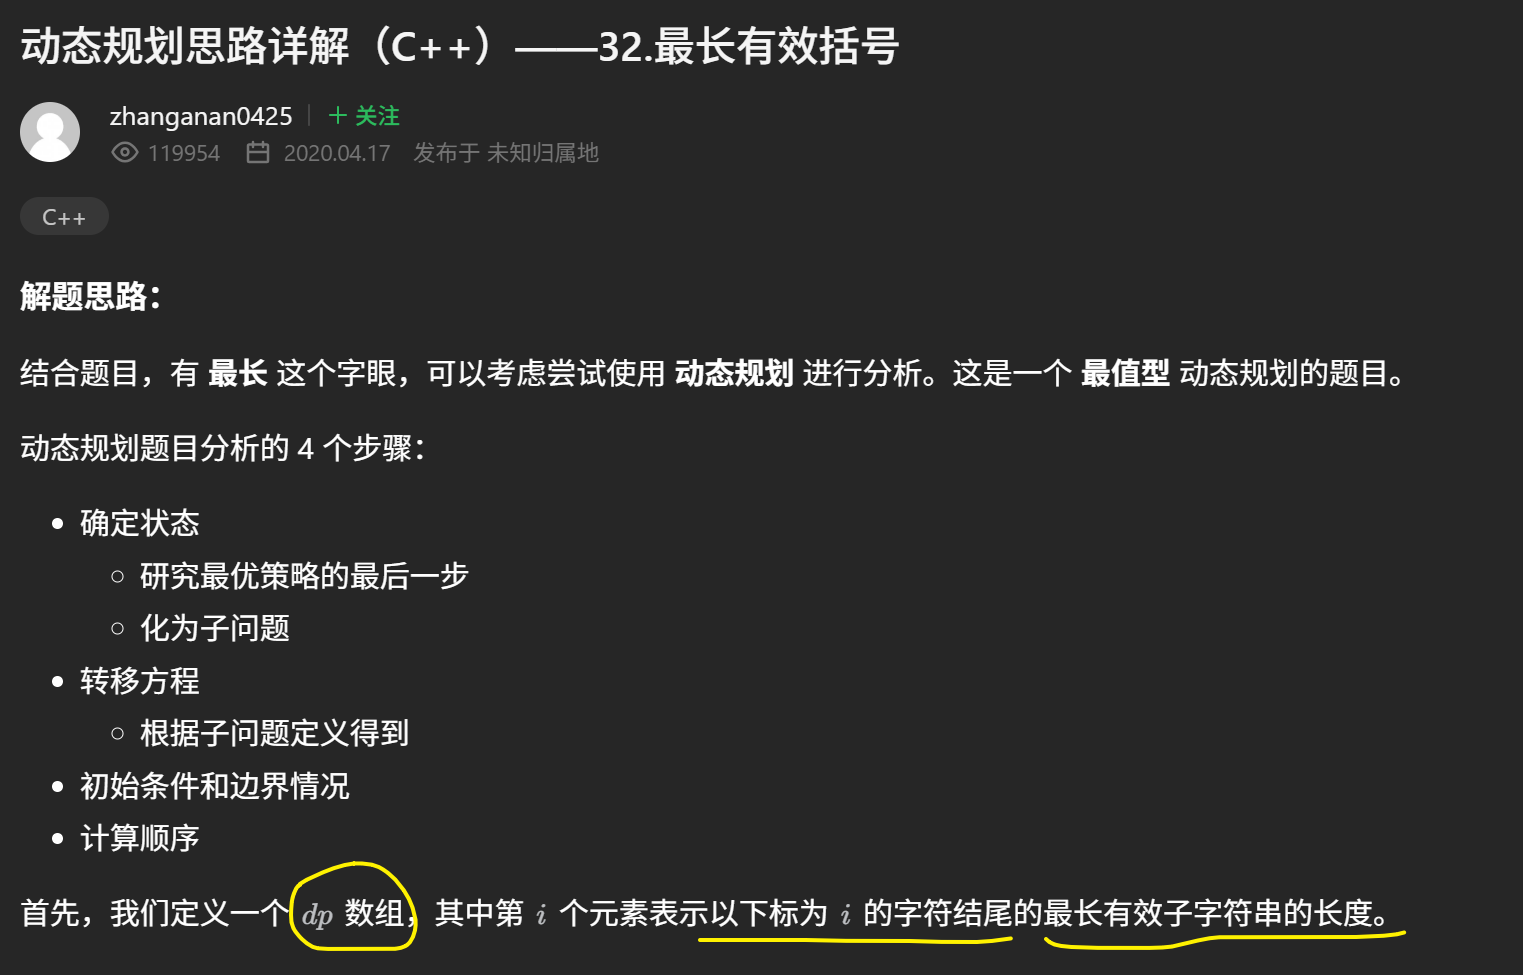 动态规划思路详解（C++）——32.最长有效括号
zhanganan0425 | + 关注
119954 2020.04.17 发布于 未知归属地
C++
解题思路：
结合题目，有 最长 这个字眼，可以考虑尝试使用 动态规划 进行分析。这是一个 最值型 动态规划的题目。
动态规划题目分析的 4 个步骤：
确定状态
研究最优策略的最后一步
化为子问题
转移方程
根据子问题定义得到
初始条件和边界情况
计算顺序
首先，我们定义一个 dp 数组，其中第 i 个元素表示以下标为 i 的字符结尾的最长有效子字符串的长度。